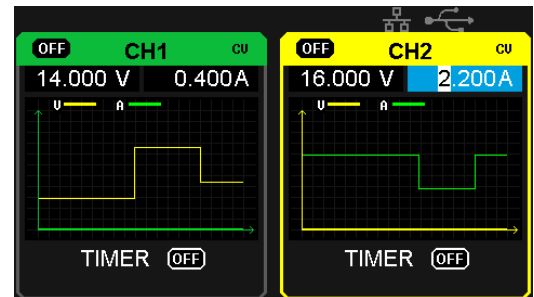 OFF CH1 CV
14.000 V 0.400A
V A
TIMER OFF
OFF CH2 CV
16.000 V 2.200A
V A
TIMER OFF